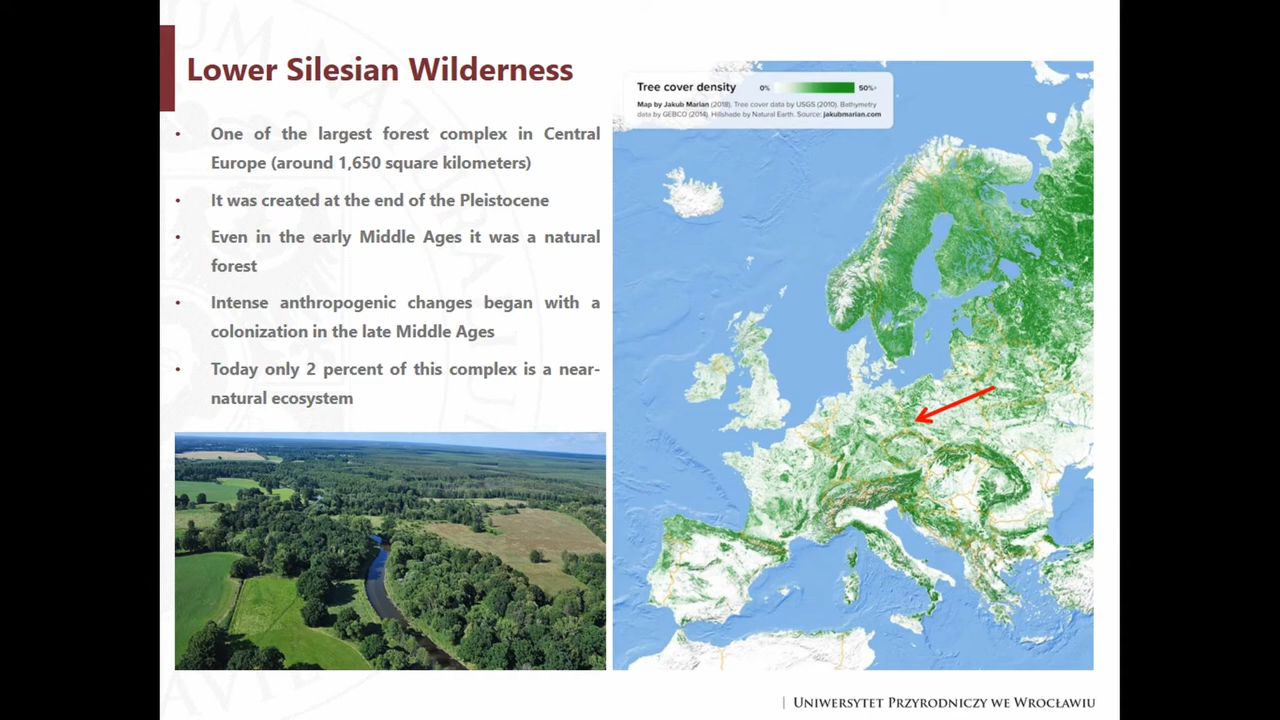 Lower Silesian Wilderness
• One of the largest forest complex in Central
Europe (around 1,650 square kilometers)
• It was created at the end of the Pleistocene
• Even in the early Middle Ages it was a natural
forest
• Intense anthropogenic changes began with a
colonization in the late Middle Ages
• Today only 2 percent of this complex is a near-
natural ecosystem
Tree cover density 0% 50%+
Map by Jakub Marian (2018). Tree cover data by USGS (2010). Bathymetry
data by GEBCO (2014). Hillshade by Natural Earth. Source: jakubmarian.com
| UNIWERSYTET PRZYRODNICZY WE WROCŁAWIU